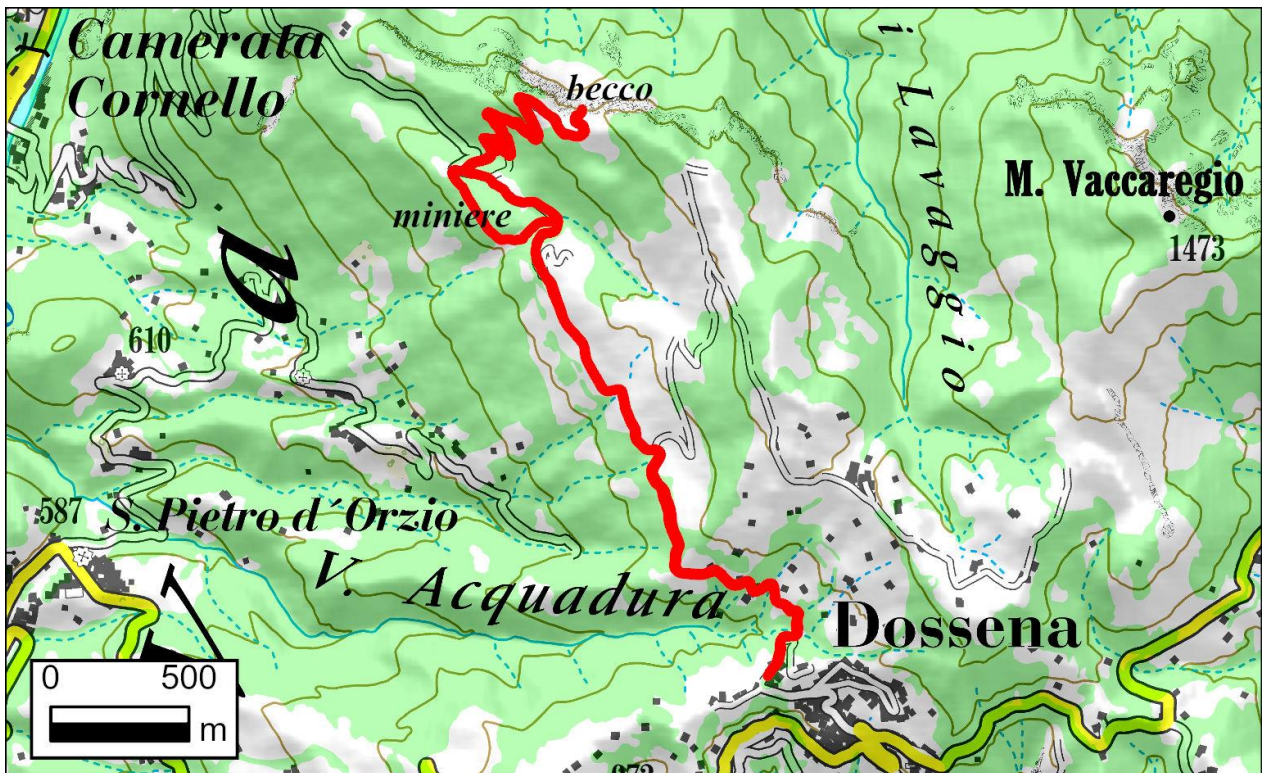 Camerata
Cornello
becco
i Lavaggio
M. Vaccaregio
miniere
1473
610
587
S. Pietro d´Orzio
V. Acquadura
Dossena
0 500
m